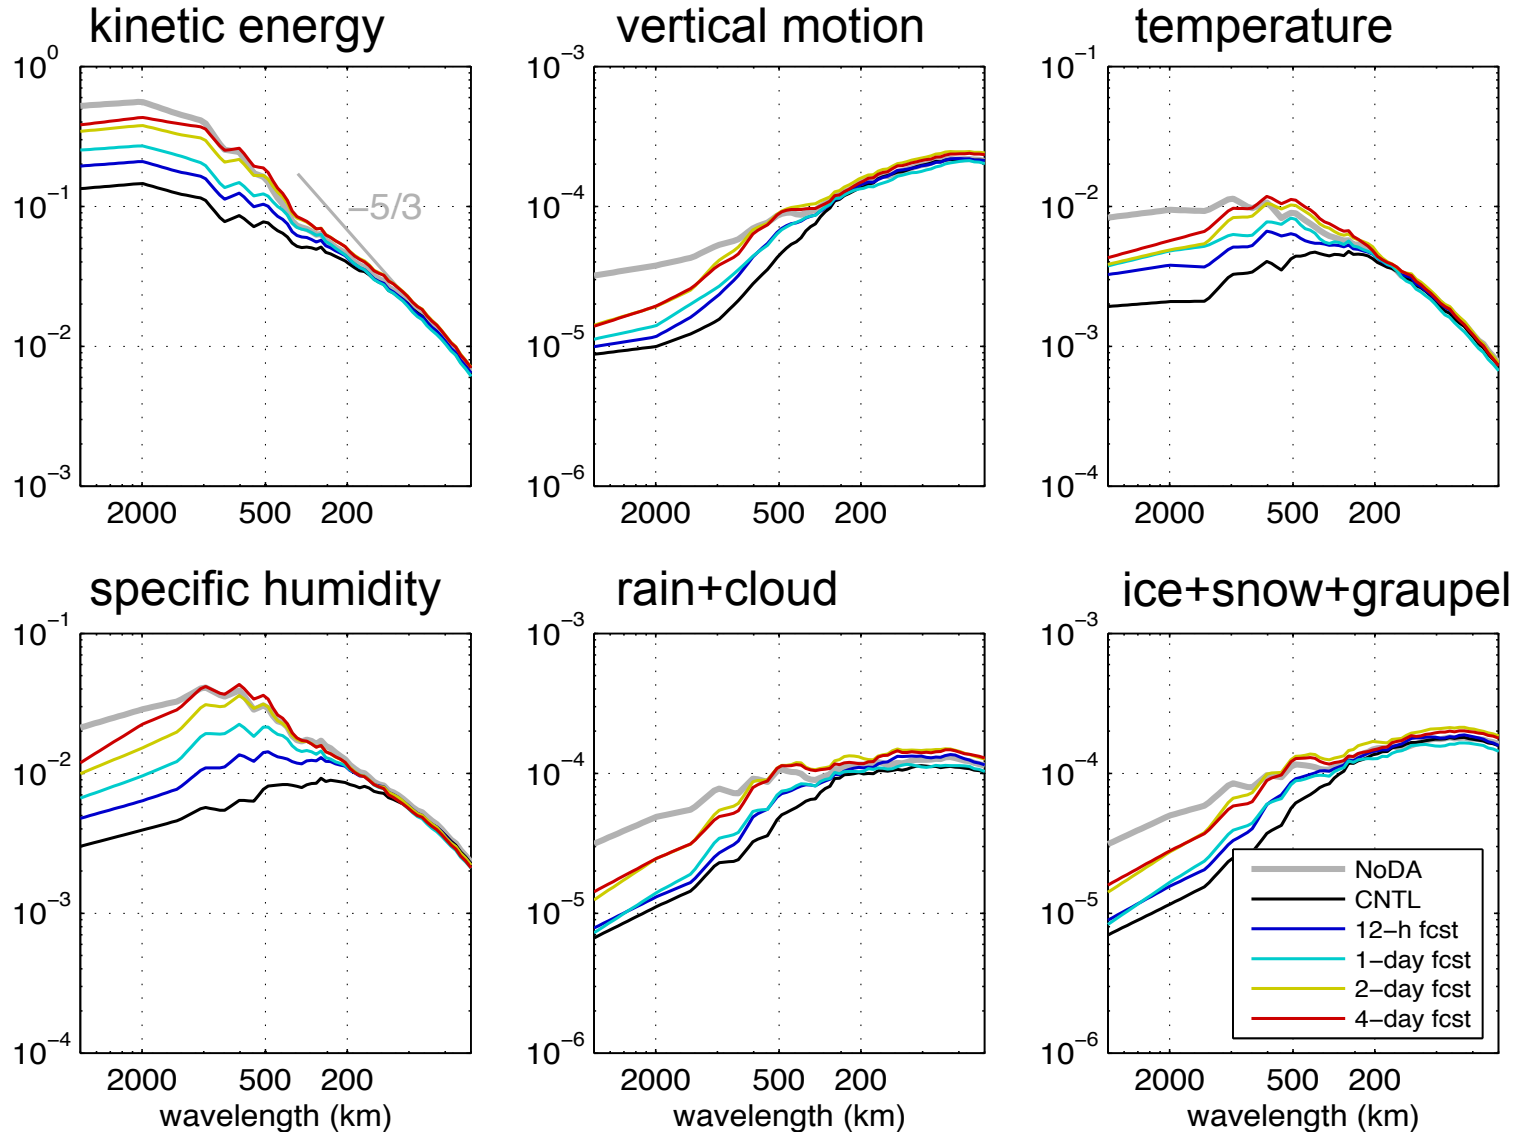 kinetic energy
vertical motion
temperature
10^0
10^-1
10^-2
10^-3
−5/3
2000 500 200
10^-3
10^-4
10^-5
10^-6
2000 500 200
10^-1
10^-2
10^-3
10^-4
2000 500 200
specific humidity
rain+cloud
ice+snow+graupel
10^-1
10^-2
10^-3
10^-4
2000 500 200
wavelength (km)
10^-3
10^-4
10^-5
10^-6
2000 500 200
wavelength (km)
10^-3
10^-4
10^-5
10^-6
NoDA
CNTL
12−h fcst
1−day fcst
2−day fcst
4−day fcst
2000 500 200
wavelength (km)